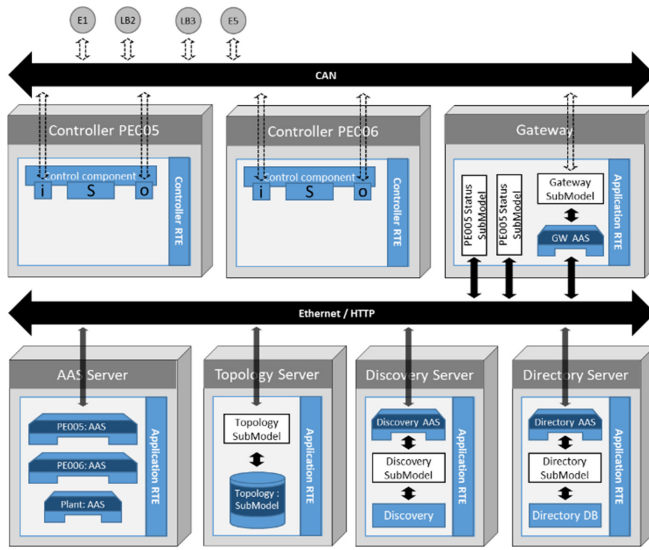 E1
LB2
LB3
E5
CAN
Controller PE005
Control component
i
S
o
Controller RTE
Controller PE006
Control component
i
S
o
Controller RTE
Gateway
PE005 Status
SubModel
PE005 Status
SubModel
Gateway
SubModel
GW AAS
Application RTE
Ethernet / HTTP
AAS Server
PE005: AAS
PE006: AAS
Plant: AAS
Application RTE
Topology Server
Topology
SubModel
Topology :
SubModel
Application RTE
Discovery Server
Discovery AAS
Discovery
SubModel
Discovery
Application RTE
Directory Server
Directory AAS
Directory
SubModel
Directory DB
Application RTE